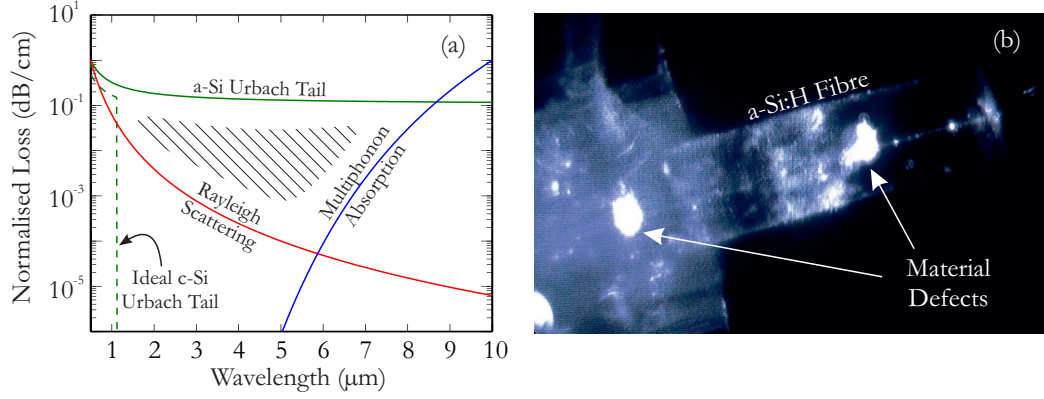 (a)
Normalised Loss (dB/cm)
10^1
10^-1
10^-3
10^-5
a-Si Urbach Tail
Rayleigh
Scattering
Multiphonon
Absorption
Ideal c-Si
Urbach Tail
1 2 3 4 5 6 7 8 9 10
Wavelength (μm)
(b)
a-Si:H Fibre
Material
Defects